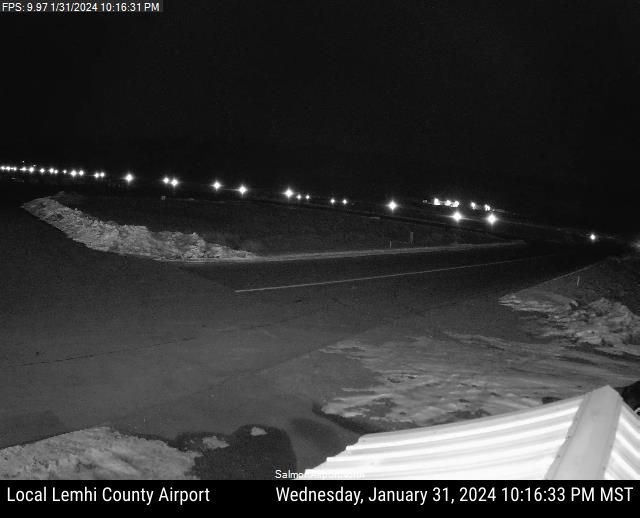 FPS: 9.97 1/31/2024 10:16:31 PM
Local Lemhi County Airport
Wednesday, January 31, 2024 10:16:33 PM MST